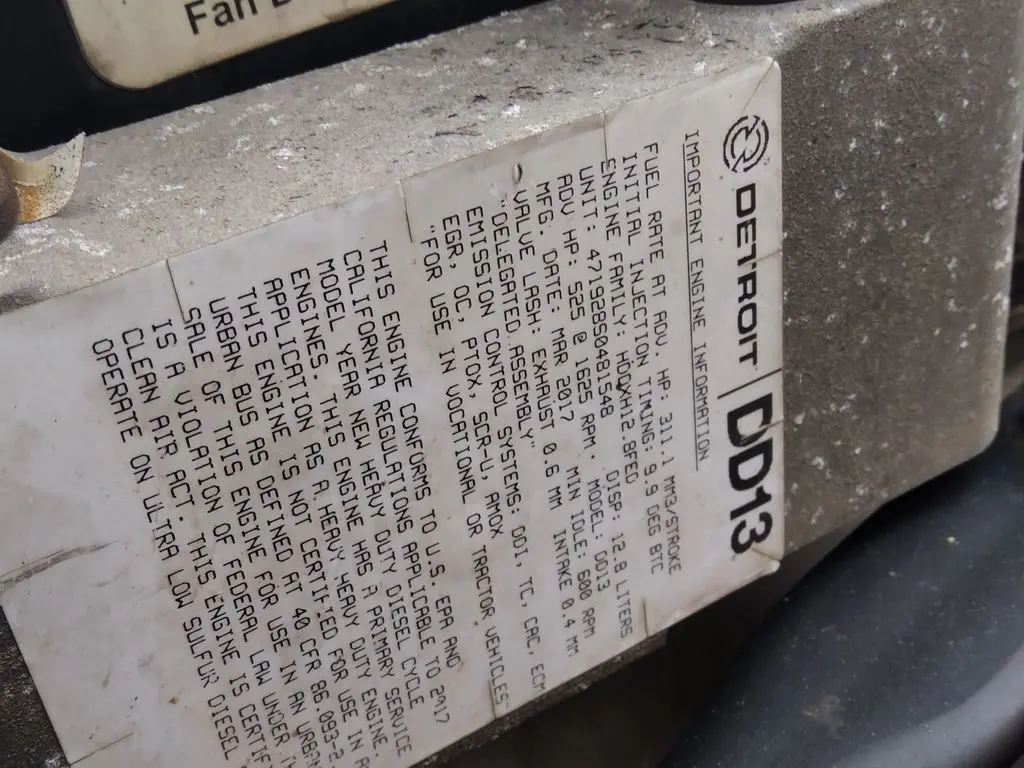 Fan
DETROIT DD13
IMPORTANT ENGINE INFORMATION
FUEL RATE AT ADV. HP: 311.1 MM3/STROKE
INITIAL INJECTION TIMING: 9.9 DEG BTC
ENGINE FAMILY: HDDXH12.8FED DISP: 12.8 LITERS
UNIT: 471928S0481548 MODEL: DD13
ADV HP: 525 @ 1625 RPM. MIN IDLE: 600 RPM
MFG. DATE: MAR 2017
VALVE LASH: EXHAUST 0.6 MM INTAKE 0.4 MM
"DELEGATED ASSEMBLY"
EMISSION CONTROL SYSTEMS: DDI, TC, CAC, ECM
EGR, OC, PTOX, SCR-U, AMOX
"FOR USE IN VOCATIONAL OR TRACTOR VEHICLES"
THIS ENGINE CONFORMS TO U.S. EPA AND
CALIFORNIA REGULATIONS APPLICABLE TO 2017
MODEL YEAR NEW HEAVY DUTY DIESEL CYCLE
ENGINES. THIS ENGINE HAS A PRIMARY SERVICE
APPLICATION AS A HEAVY HEAVY DUTY ENGINE.
THIS ENGINE IS NOT CERTIFIED FOR USE IN
URBAN BUS AS DEFINED AT 40 CFR 86.093-2
SALE OF THIS ENGINE FOR USE IN AN URBAN
IS A VIOLATION OF FEDERAL LAW UNDER
CLEAN AIR ACT. THIS ENGINE IS
OPERATE ON ULTRA LOW SULFUR DIESEL